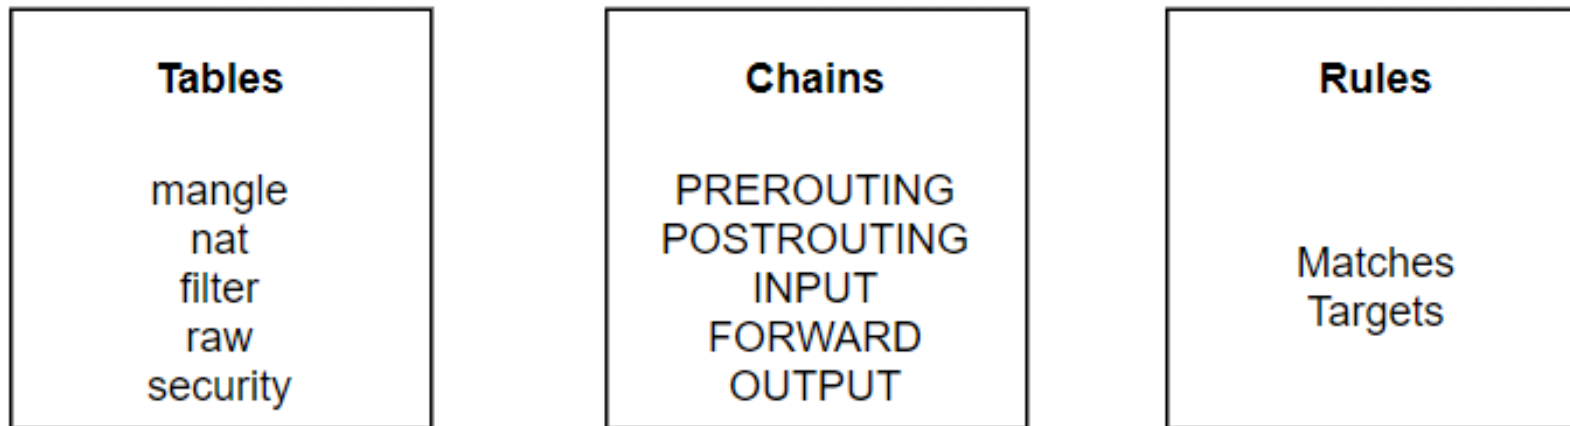 Tables
mangle
nat
filter
raw
security
Chains
PREROUTING
POSTROUTING
INPUT
FORWARD
OUTPUT
Rules
Matches
Targets